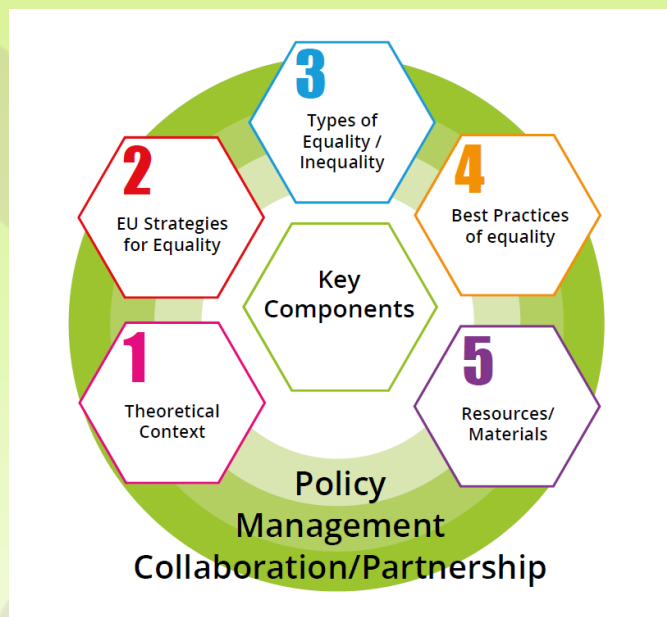 1
Theoretical
Context
2
EU Strategies
for Equality
3
Types of
Equality /
Inequality
4
Best Practices
of equality
5
Resources/
Materials
Key
Components
Policy
Management
Collaboration/Partnership